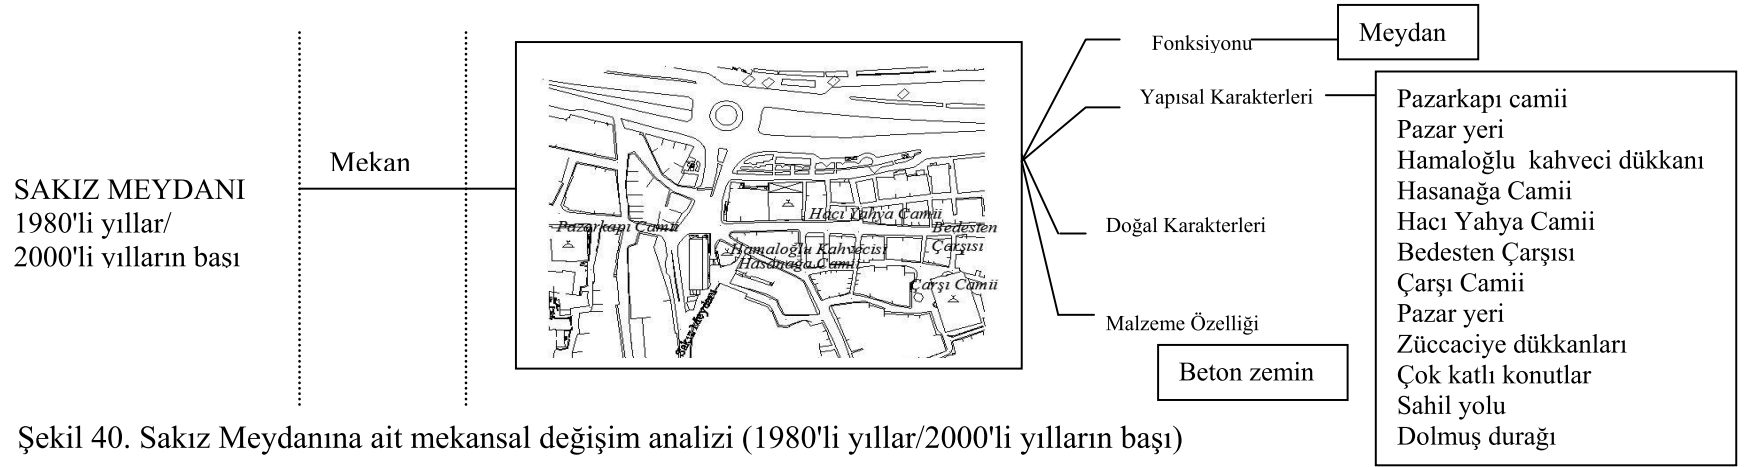 SAKIZ MEYDANI
1980'li yıllar/
2000'li yılların başı
Mekan
Hacı Yahya Camii
Pazarkapı Camii
Bedesten
Çarşısı
Hamaloğlu Kahvecisi
Hasanağa Camii
Çarşı Camii
Sakız Meydanı
Fonksiyonu
Meydan
Yapısal Karakterleri
Pazarkapı camii
Pazar yeri
Hamaloğlu kahveci dükkanı
Hasanağa Camii
Hacı Yahya Camii
Bedesten Çarşısı
Çarşı Camii
Pazar yeri
Züccaciye dükkanları
Çok katlı konutlar
Sahil yolu
Dolmuş durağı
Doğal Karakterleri
Malzeme Özelliği
Beton zemin
Şekil 40. Sakız Meydanına ait mekansal değişim analizi (1980'li yıllar/2000'li yılların başı)